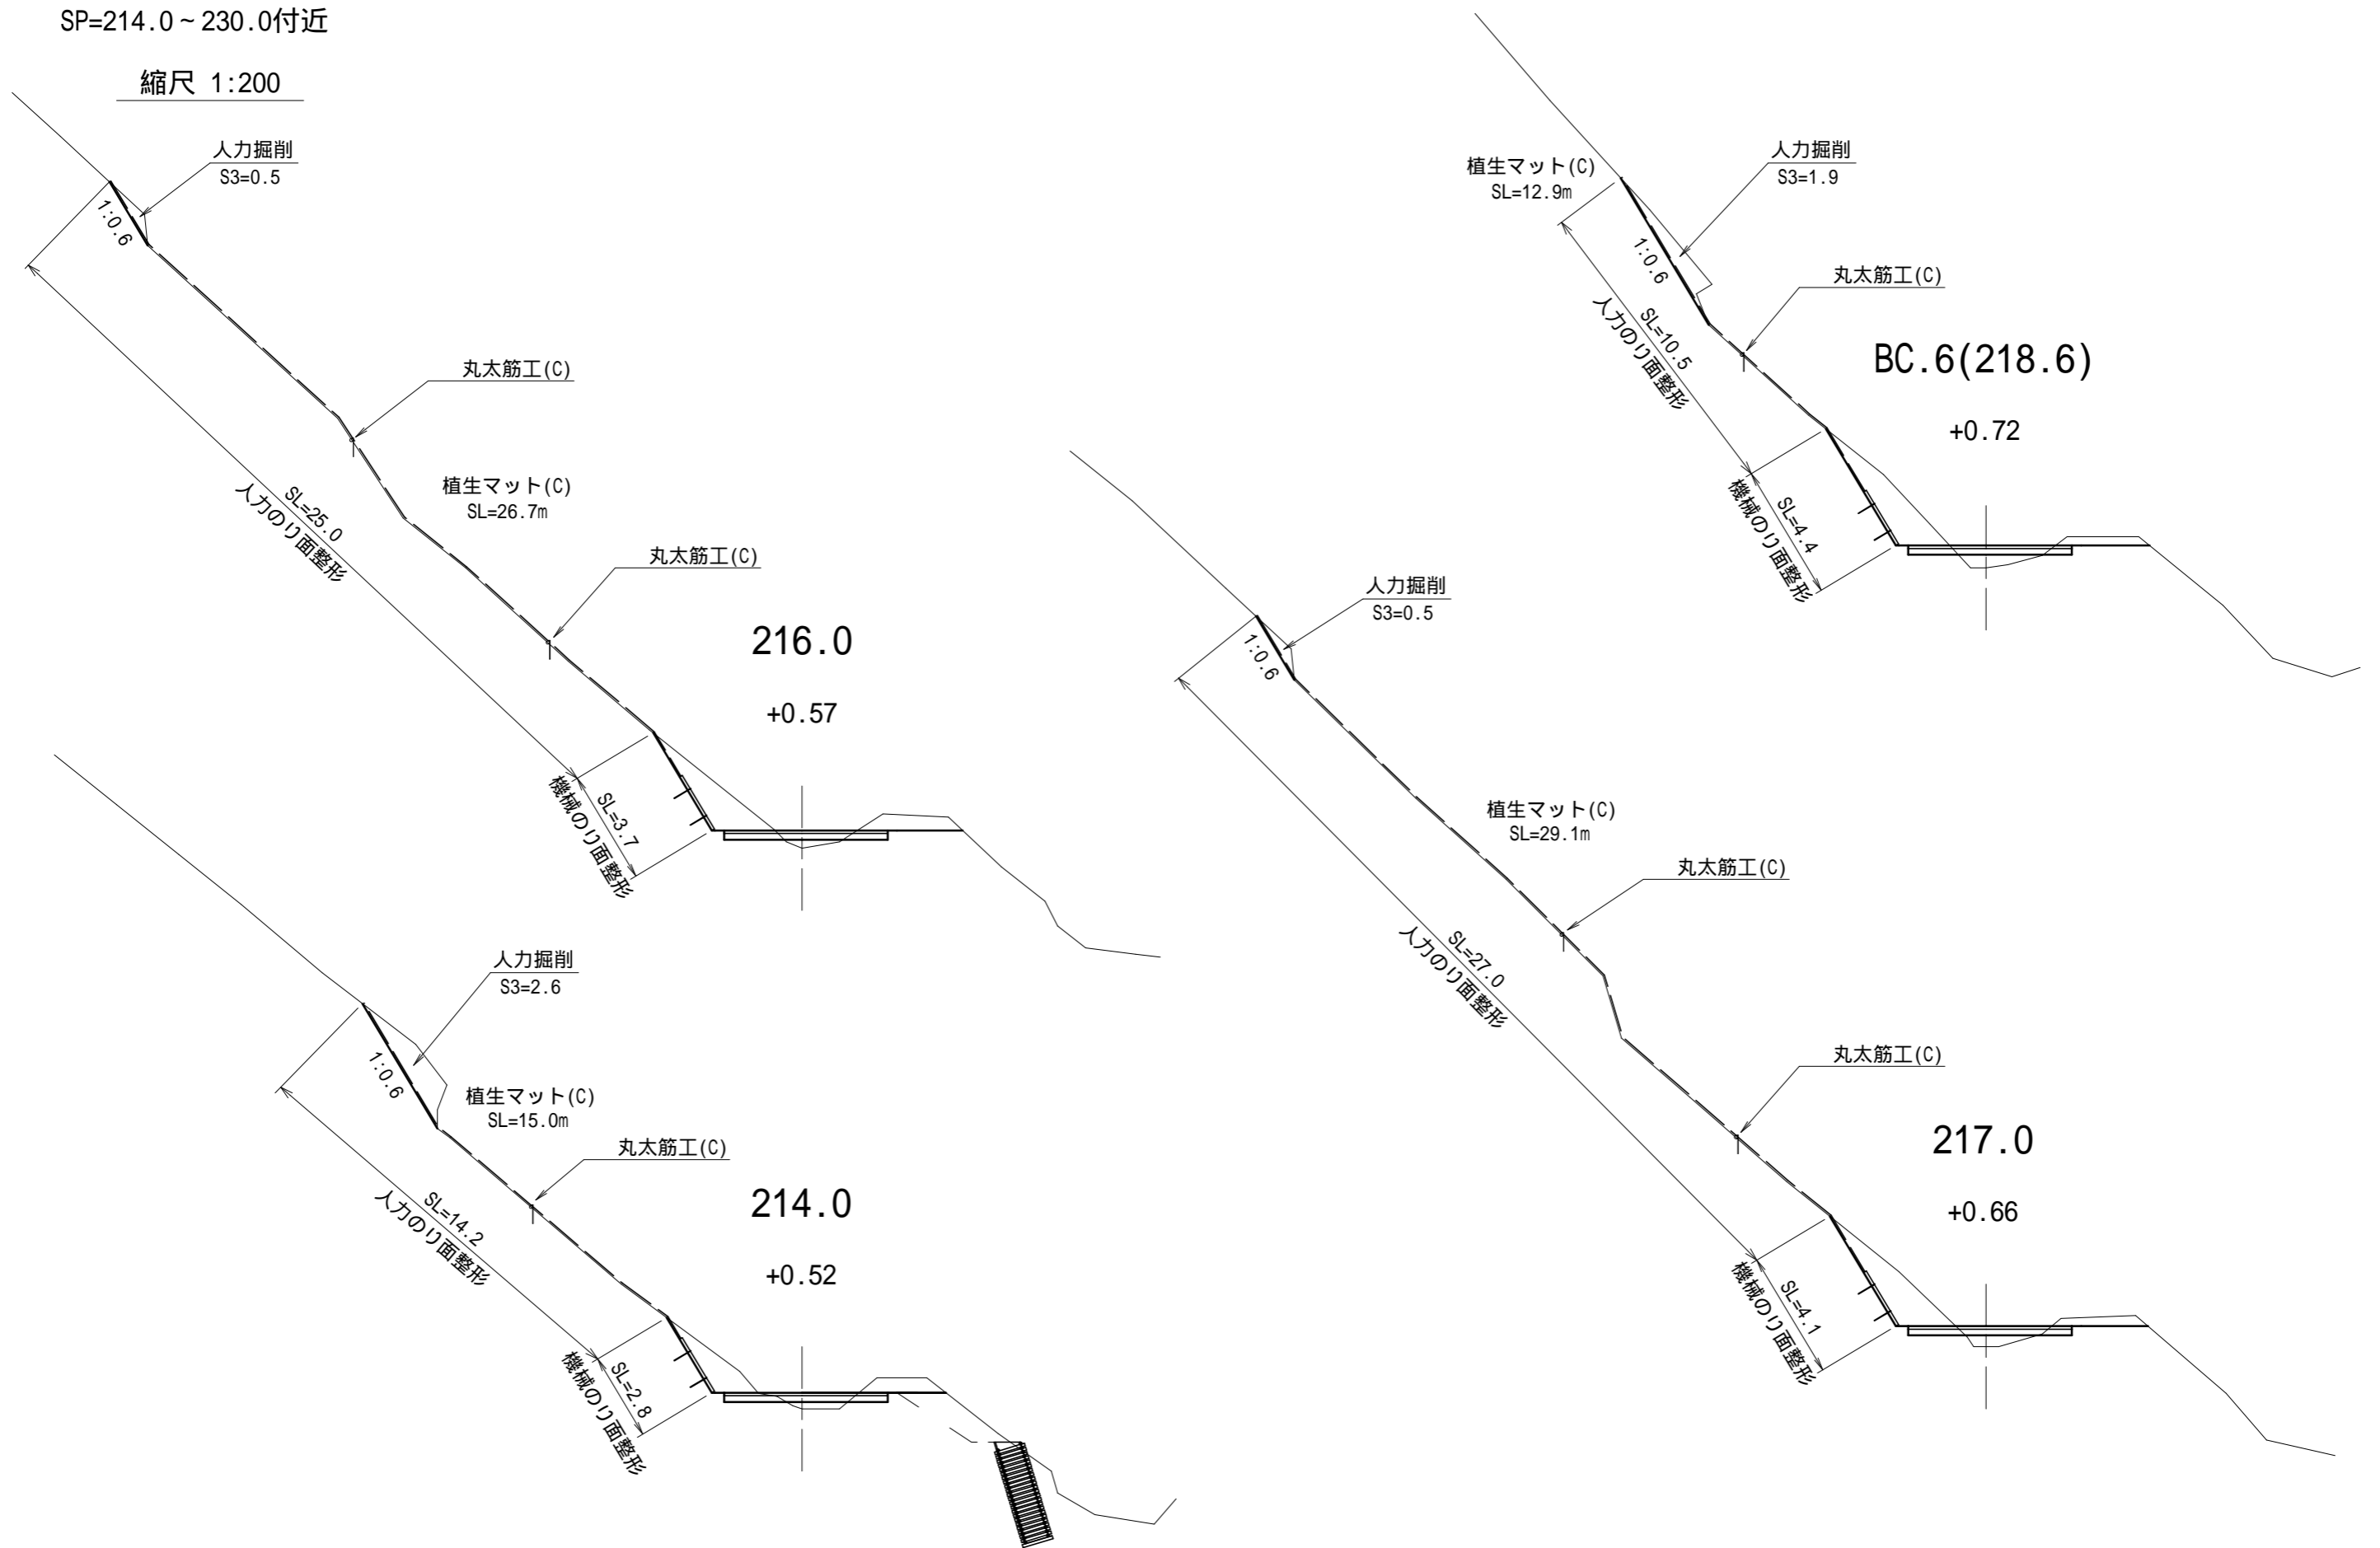 SP=214.0~230.0付近
縮尺 1:200
人力掘削
S3=0.5
1:0.6
丸太筋工(C)
植生マット(C)
SL=26.7m
SL=25.0
人力のり面整形
丸太筋工(C)
216.0
+0.57
SL=3.7
機械のり面整形
人力掘削
S3=2.6
1:0.6
植生マット(C)
SL=15.0m
丸太筋工(C)
SL=14.2
人力のり面整形
214.0
+0.52
SL=2.8
機械のり面整形
植生マット(C)
SL=12.9m
人力掘削
S3=1.9
1:0.6
丸太筋工(C)
SL=10.5
人力のり面整形
BC.6(218.6)
+0.72
SL=4.4
機械のり面整形
人力掘削
S3=0.5
1:0.6
植生マット(C)
SL=29.1m
丸太筋工(C)
SL=27.0
人力のり面整形
丸太筋工(C)
217.0
+0.66
SL=4.1
機械のり面整形